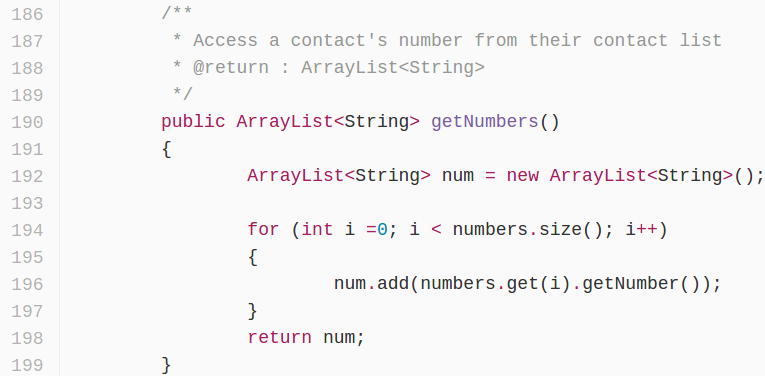 186 /**
187 * Access a contact's number from their contact list
188 * @return : ArrayList<String>
189 */
190 public ArrayList<String> getNumbers()
191 {
192 ArrayList<String> num = new ArrayList<String>();
193
194 for (int i =0; i < numbers.size(); i++)
195 {
196 num.add(numbers.get(i).getNumber());
197 }
198 return num;
199 }